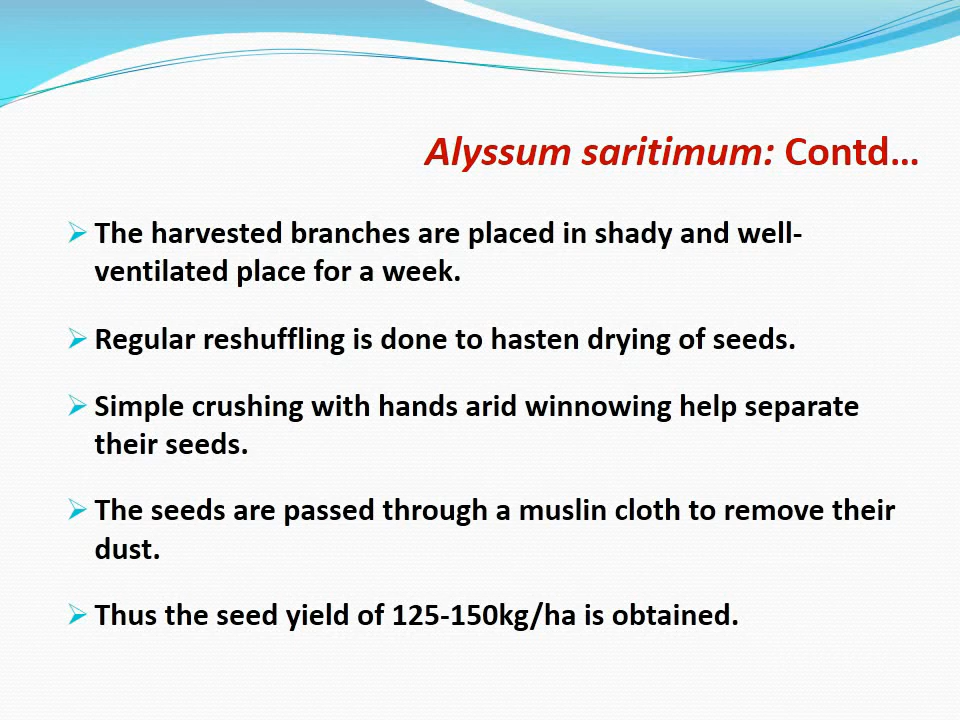 Alyssum saritimum: Contd…
The harvested branches are placed in shady and well-
ventilated place for a week.
Regular reshuffling is done to hasten drying of seeds.
Simple crushing with hands arid winnowing help separate
their seeds.
The seeds are passed through a muslin cloth to remove their
dust.
Thus the seed yield of 125-150kg/ha is obtained.